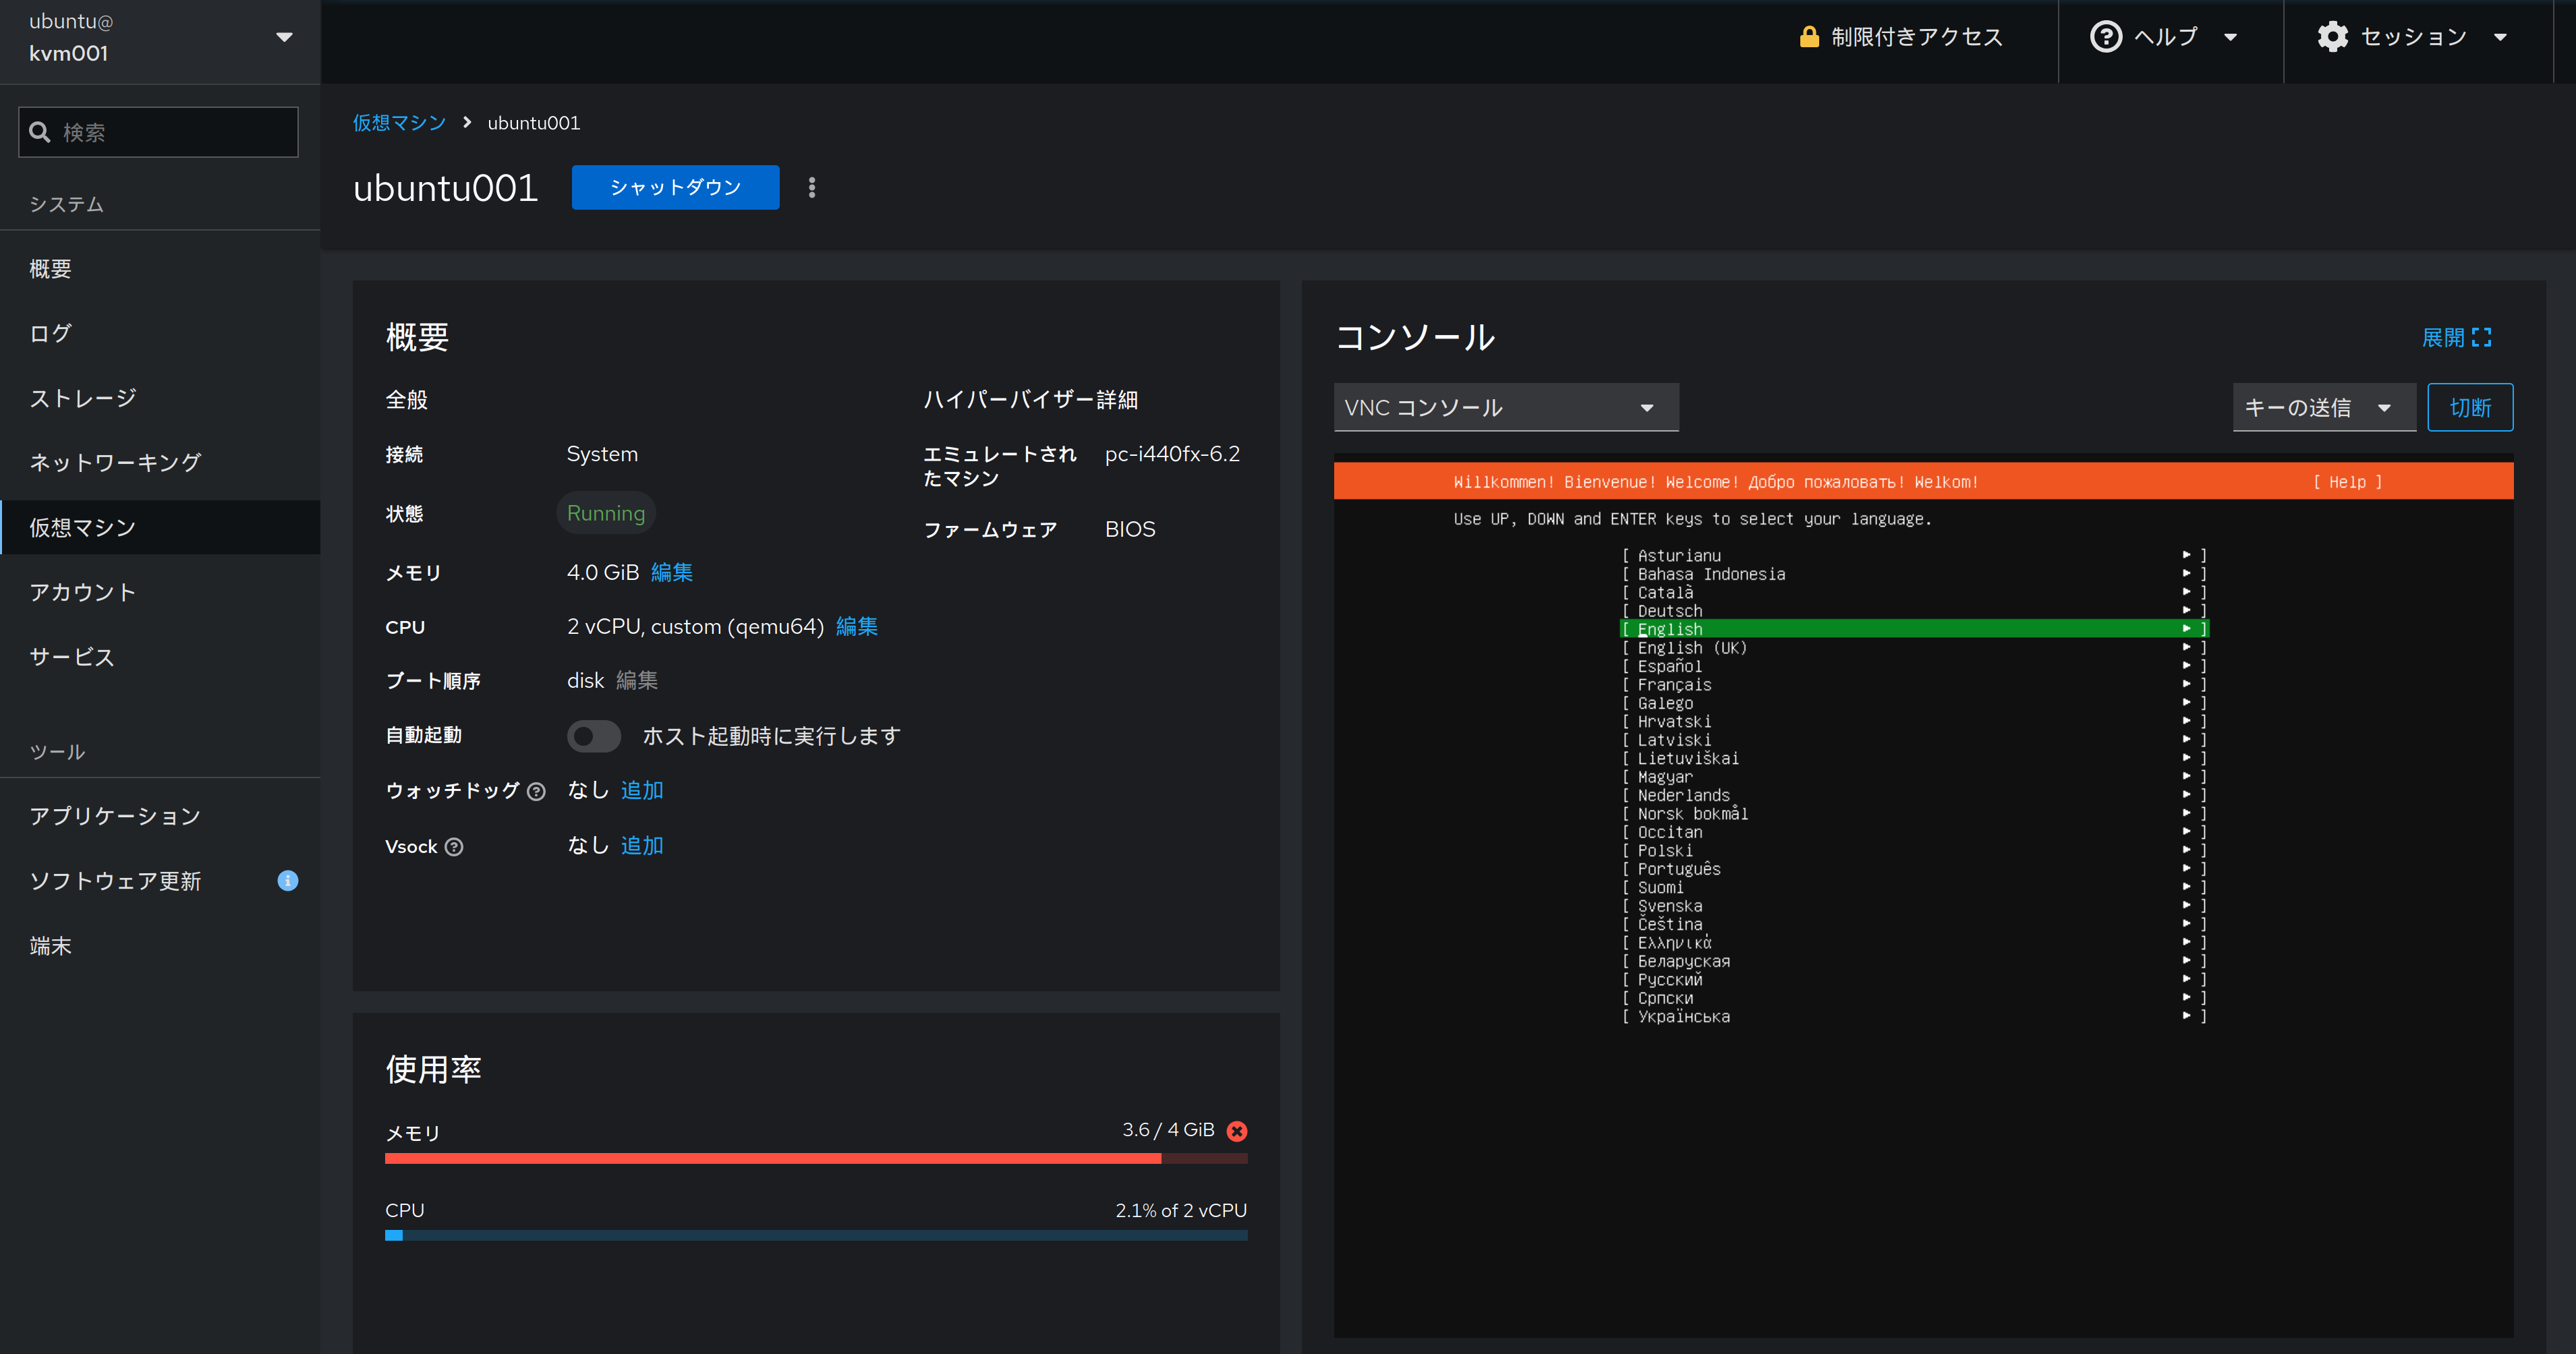 ubuntu@
kvm001
制限付きアクセス
ヘルプ
セッション
検索
システム
概要
ログ
ストレージ
ネットワーキング
仮想マシン
アカウント
サービス
ツール
アプリケーション
ソフトウェア更新
端末
仮想マシン > ubuntu001
ubuntu001 シャットダウン
概要
全般
接続 System
状態 Running
メモリ 4.0 GiB 編集
CPU 2 vCPU, custom (qemu64) 編集
ブート順序 disk 編集
自動起動 ホスト起動時に実行します
ウォッチドッグ なし 追加
Vsock なし 追加
ハイパーバイザー詳細
エミュレートされ pc-i440fx-6.2
たマシン
ファームウェア BIOS
使用率
メモリ 3.6 / 4 GiB
CPU 2.1% of 2 vCPU
コンソール 展開
VNC コンソール キーの送信 切断
Willkommen! Bienvenue! Welcome! Добро пожаловать! Welkom! [ Help ]
Use UP, DOWN and ENTER keys to select your language.
[ Asturianu ► ]
[ Bahasa Indonesia ► ]
[ Català ► ]
[ Deutsch ► ]
[ English ► ]
[ English (UK) ► ]
[ Español ► ]
[ Français ► ]
[ Galego ► ]
[ Hrvatski ► ]
[ Latviski ► ]
[ Lietuviškai ► ]
[ Magyar ► ]
[ Nederlands ► ]
[ Norsk bokmål ► ]
[ Occitan ► ]
[ Polski ► ]
[ Português ► ]
[ Suomi ► ]
[ Svenska ► ]
[ Čeština ► ]
[ Ελληνικά ► ]
[ Беларуская ► ]
[ Русский ► ]
[ Српски ► ]
[ Українська ► ]